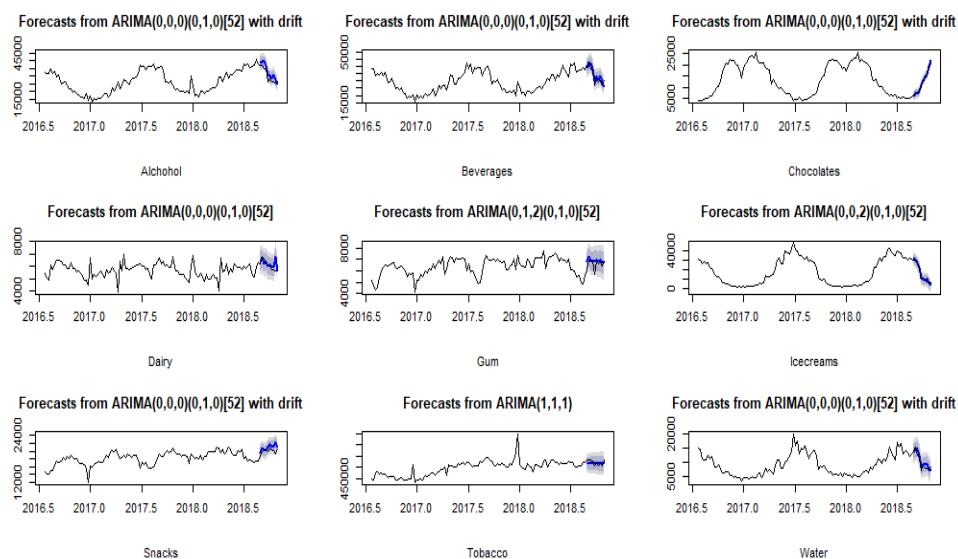 Forecasts from ARIMA(0,0,0)(0,1,0)[52] with drift
15000 45000
2016.5 2017.0 2017.5 2018.0 2018.5
Alchohol
Forecasts from ARIMA(0,0,0)(0,1,0)[52] with drift
15000 50000
2016.5 2017.0 2017.5 2018.0 2018.5
Beverages
Forecasts from ARIMA(0,0,0)(0,1,0)[52] with drift
5000 25000
2016.5 2017.0 2017.5 2018.0 2018.5
Chocolates
Forecasts from ARIMA(0,0,0)(0,1,0)[52]
4000 8000
2016.5 2017.0 2017.5 2018.0 2018.5
Dairy
Forecasts from ARIMA(0,1,2)(0,1,0)[52]
4000 8000
2016.5 2017.0 2017.5 2018.0 2018.5
Gum
Forecasts from ARIMA(0,0,2)(0,1,0)[52]
0 4000
2016.5 2017.0 2017.5 2018.0 2018.5
Icecreams
Forecasts from ARIMA(0,0,0)(0,1,0)[52] with drift
112000 240000
2016.5 2017.0 2017.5 2018.0 2018.5
Snacks
Forecasts from ARIMA(1,1,1)
450000
2016.5 2017.0 2017.5 2018.0 2018.5
Tobacco
Forecasts from ARIMA(0,0,0)(0,1,0)[52] with drift
5000 20000
2016.5 2017.0 2017.5 2018.0 2018.5
Water